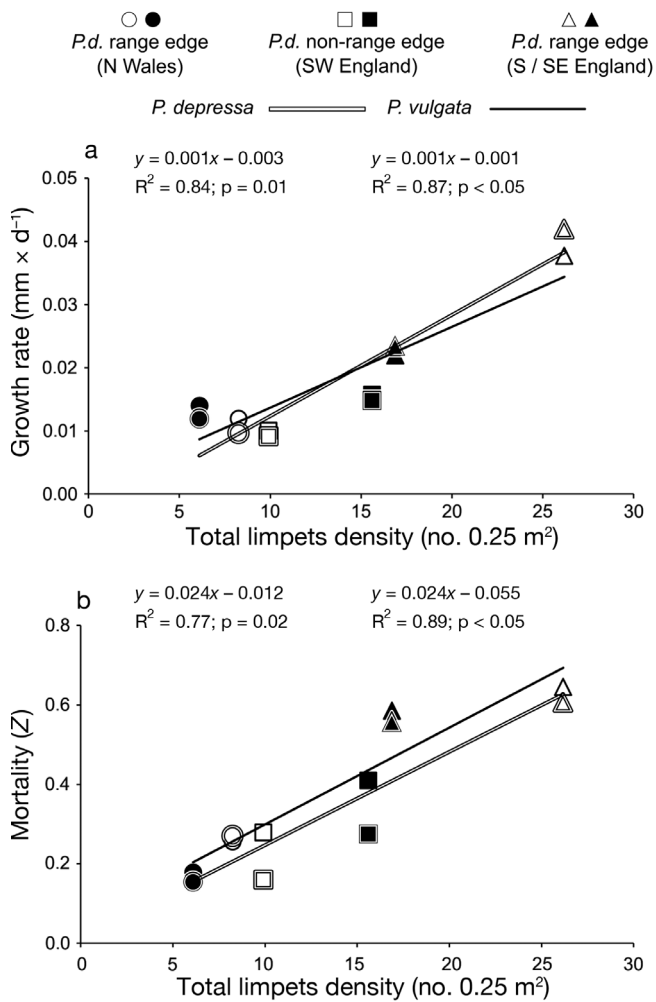 P.d. range edge P.d. non-range edge P.d. range edge
(N Wales) (SW England) (S / SE England)
P. depressa P. vulgata
a
y = 0.001x – 0.003 y = 0.001x – 0.001
R² = 0.84; p = 0.01 R² = 0.87; p < 0.05
0.05
0.04
0.03
0.02
0.01
0.00
Growth rate (mm × d⁻¹)
0 5 10 15 20 25 30
Total limpets density (no. 0.25 m²)
b
y = 0.024x – 0.012 y = 0.024x – 0.055
R² = 0.77; p = 0.02 R² = 0.89; p < 0.05
0.8
0.6
0.4
0.2
0.0
Mortality (Z)
0 5 10 15 20 25 30
Total limpets density (no. 0.25 m²)